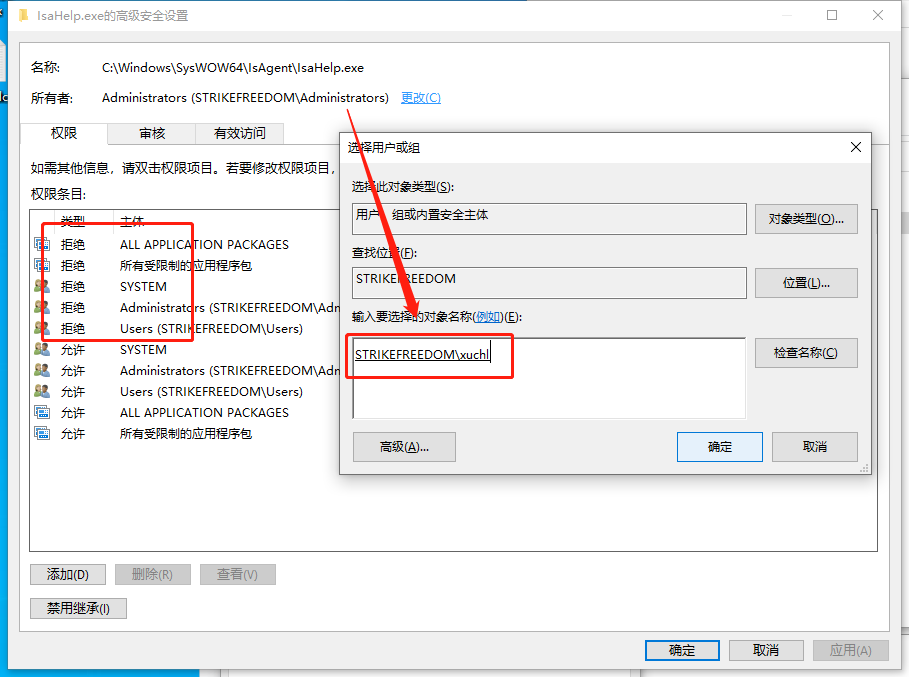 IsaHelp.exe的高级安全设置
名称: C:\Windows\SysWOW64\IsAgent\IsaHelp.exe
所有者: Administrators (STRIKEFREEDOM\Administrators) 更改(C)
权限 审核 有效访问
如需其他信息，请双击权限项目。若要修改权限项目，
权限条目:
类型 主体
拒绝 ALL APPLICATION PACKAGES
拒绝 所有受限制的应用程序包
拒绝 SYSTEM
拒绝 Administrators (STRIKEFREEDOM\Adm
拒绝 Users (STRIKEFREEDOM\Users)
允许 SYSTEM
允许 Administrators (STRIKEFREEDOM\Adm
允许 Users (STRIKEFREEDOM\Users)
允许 ALL APPLICATION PACKAGES
允许 所有受限制的应用程序包
添加(D) 删除(R) 查看(V)
禁用继承(I)
确定 取消 应用(A)
选择用户或组
选择此对象类型(S):
用户、组或内置安全主体 对象类型(O)...
查找位置(F):
STRIKEFREEDOM 位置(L)...
输入要选择的对象名称(例如)(E):
STRIKEFREEDOM\xuchl 检查名称(C)
高级(A)... 确定 取消